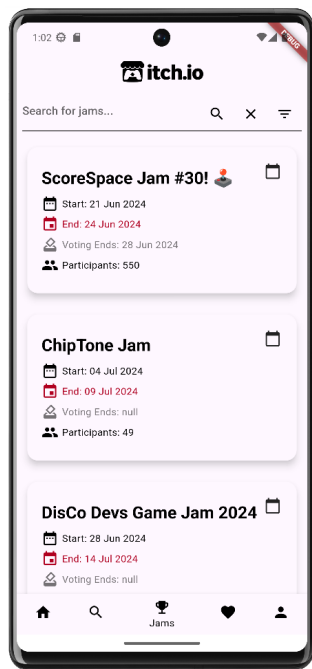 1:02
DEBUG
itch.io
Search for jams...
ScoreSpace Jam #30! 🕹️
Start: 21 Jun 2024
End: 24 Jun 2024
Voting Ends: 28 Jun 2024
Participants: 550
ChipTone Jam
Start: 04 Jul 2024
End: 09 Jul 2024
Voting Ends: null
Participants: 49
DisCo Devs Game Jam 2024
Start: 28 Jun 2024
End: 14 Jul 2024
Voting Ends: null
Jams